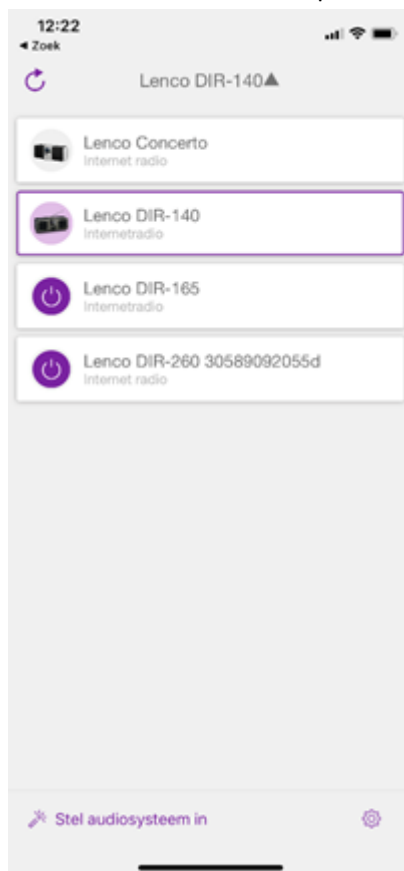 12:22
◀ Zoek
Lenco DIR-140▲
Lenco Concerto
Internet radio
Lenco DIR-140
Internetradio
Lenco DIR-165
Internetradio
Lenco DIR-260 30589092055d
Internet radio
Stel audiosysteem in